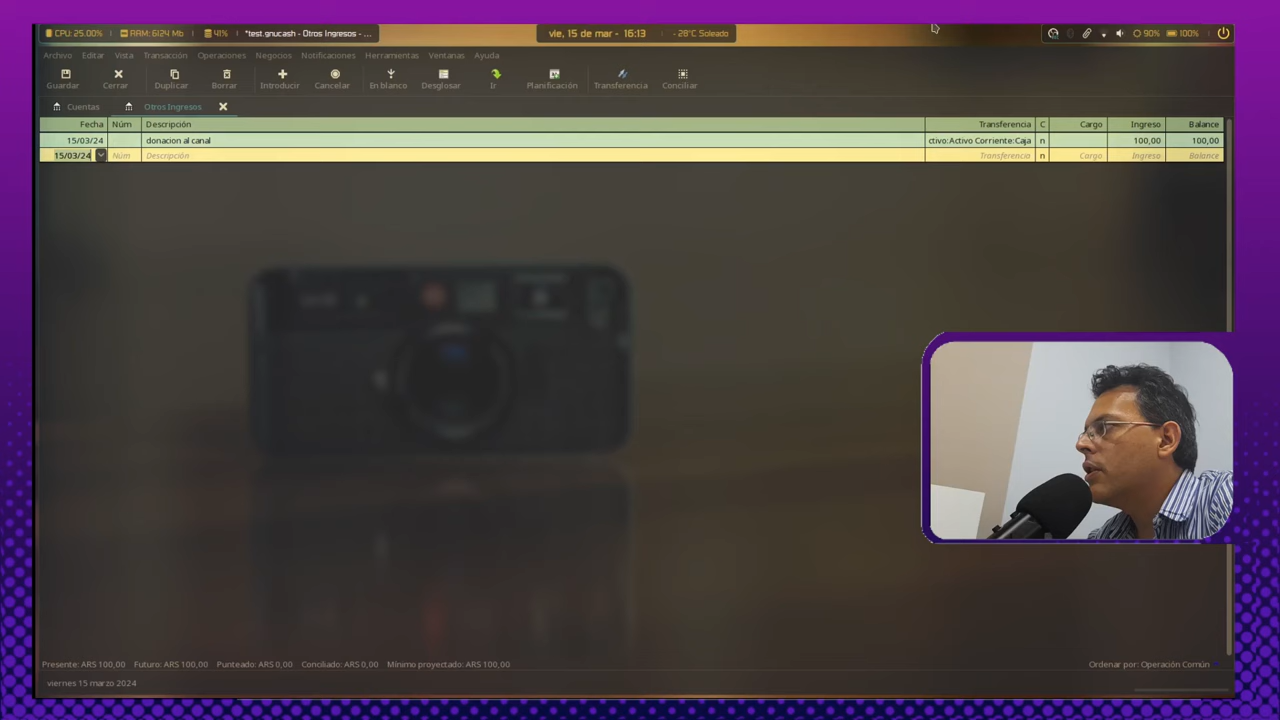 CPU: 25.00% RAM: 6124 Mb 41% *test.gnucash - Otros Ingresos - ... vie, 15 de mar - 16:13 - 28°C Soleado 90% 100%
Archivo Editar Vista Transacción Operaciones Negocios Notificaciones Herramientas Ventanas Ayuda
Guardar Cerrar Duplicar Borrar Introducir Cancelar En blanco Desglosar Ir Planificación Transferencia Conciliar
Cuentas Otros Ingresos
Fecha Núm Descripción Transferencia C Cargo Ingreso Balance
15/03/24 donacion al canal ctivo:Activo Corriente:Caja n 100,00 100,00
15/03/24 Núm Descripción Transferencia n Cargo Ingreso Balance
Presente: ARS 100,00 Futuro: ARS 100,00 Punteado: ARS 0,00 Conciliado: ARS 0,00 Mínimo proyectado: ARS 100,00 Ordenar por: Operación Común
viernes 15 marzo 2024